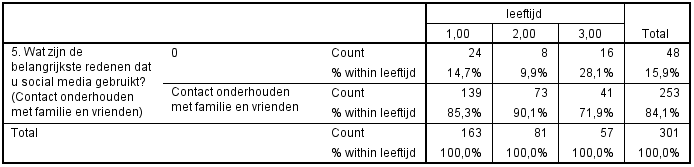 leeftijd
1,00 2,00 3,00 Total
5. Wat zijn de 0 Count 24 8 16 48
belangrijkste redenen dat % within leeftijd 14,7% 9,9% 28,1% 15,9%
u social media gebruikt?
(Contact onderhouden Contact onderhouden Count 139 73 41 253
met familie en vrienden) met familie en vrienden % within leeftijd 85,3% 90,1% 71,9% 84,1%
Total Count 163 81 57 301
% within leeftijd 100,0% 100,0% 100,0% 100,0%